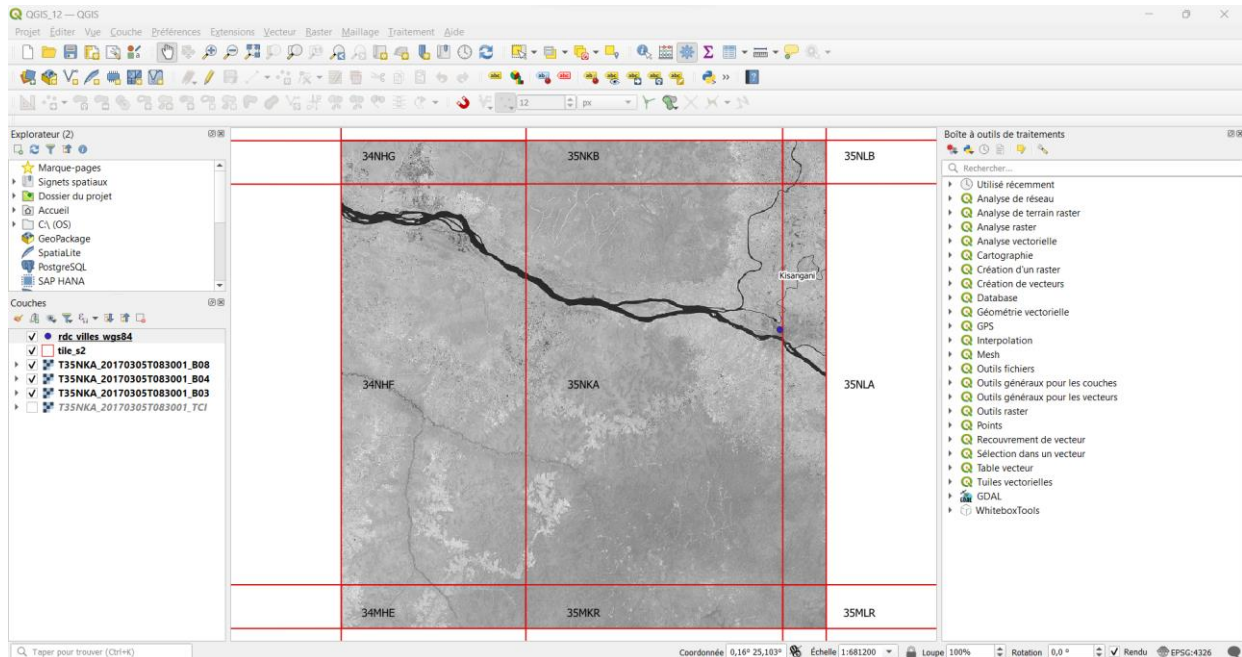 QGIS_12 — QGIS
Projet Éditer Vue Couche Préférences Extensions Vecteur Raster Maillage Traitement Aide
12 px
Explorateur (2)
Marque-pages
Signets spatiaux
Dossier du projet
Accueil
C:\ (OS)
GeoPackage
SpatiaLite
PostgreSQL
SAP HANA
Couches
rdc villes wgs84
tile_s2
T35NKA_20170305T083001_B08
T35NKA_20170305T083001_B04
T35NKA_20170305T083001_B03
T35NKA_20170305T083001_TCI
34NHG 35NKB 35NLB
Kisangani
34NHF 35NKA 35NLA
34MHE 35MKR 35MLR
Boîte à outils de traitements
Rechercher...
Utilisé récemment
Analyse de réseau
Analyse de terrain raster
Analyse raster
Analyse vectorielle
Cartographie
Création d'un raster
Création de vecteurs
Database
Géométrie vectorielle
GPS
Interpolation
Mesh
Outils fichiers
Outils généraux pour les couches
Outils généraux pour les vecteurs
Outils raster
Points
Recouvrement de vecteur
Sélection dans un vecteur
Table vecteur
Tuiles vectorielles
GDAL
WhiteboxTools
Taper pour trouver (Ctrl+K) Coordonnée 0,16° 25,103° Échelle 1:681200 Loupe 100% Rotation 0,0 ° Rendu EPSG:4326